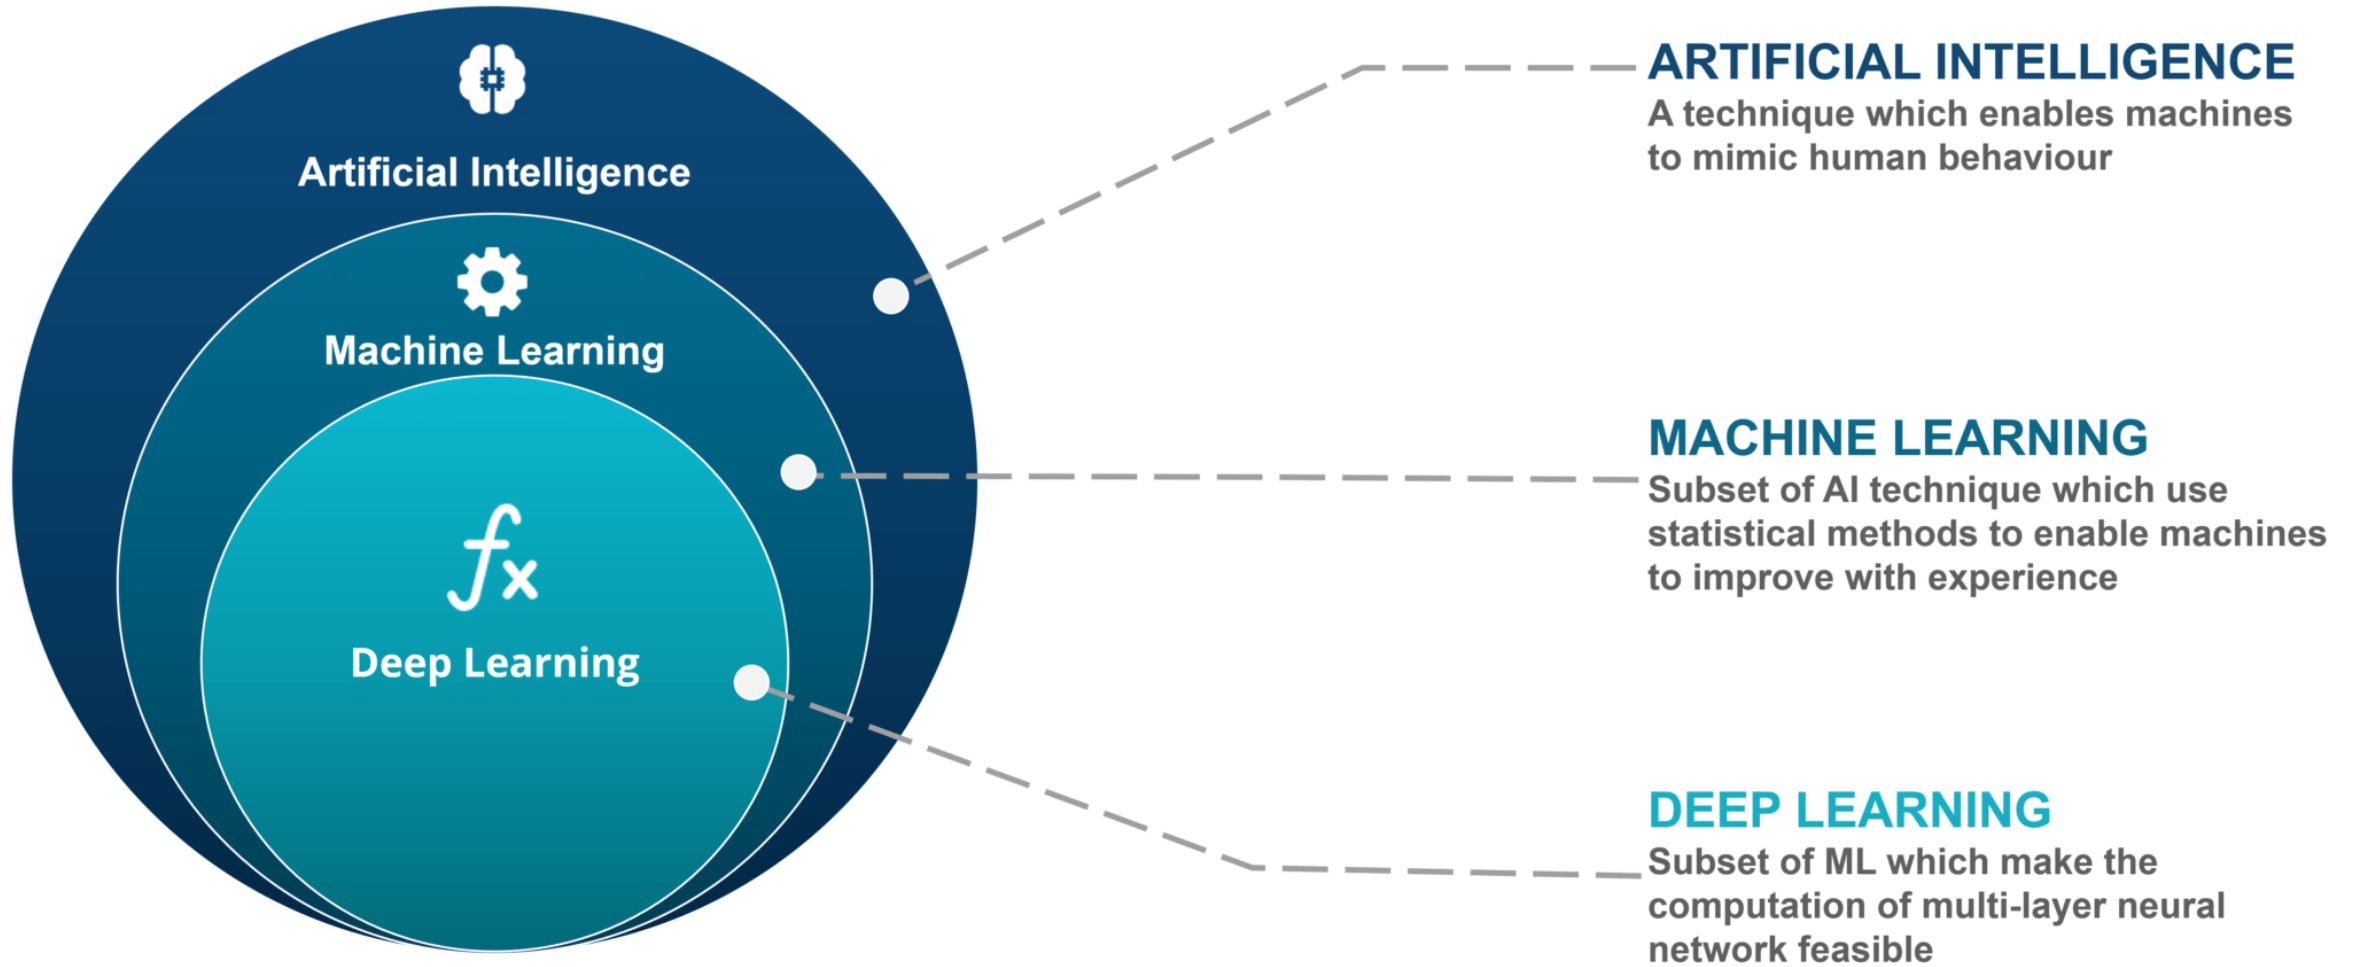 Artificial Intelligence
Machine Learning
fx
Deep Learning
ARTIFICIAL INTELLIGENCE
A technique which enables machines
to mimic human behaviour
MACHINE LEARNING
Subset of AI technique which use
statistical methods to enable machines
to improve with experience
DEEP LEARNING
Subset of ML which make the
computation of multi-layer neural
network feasible